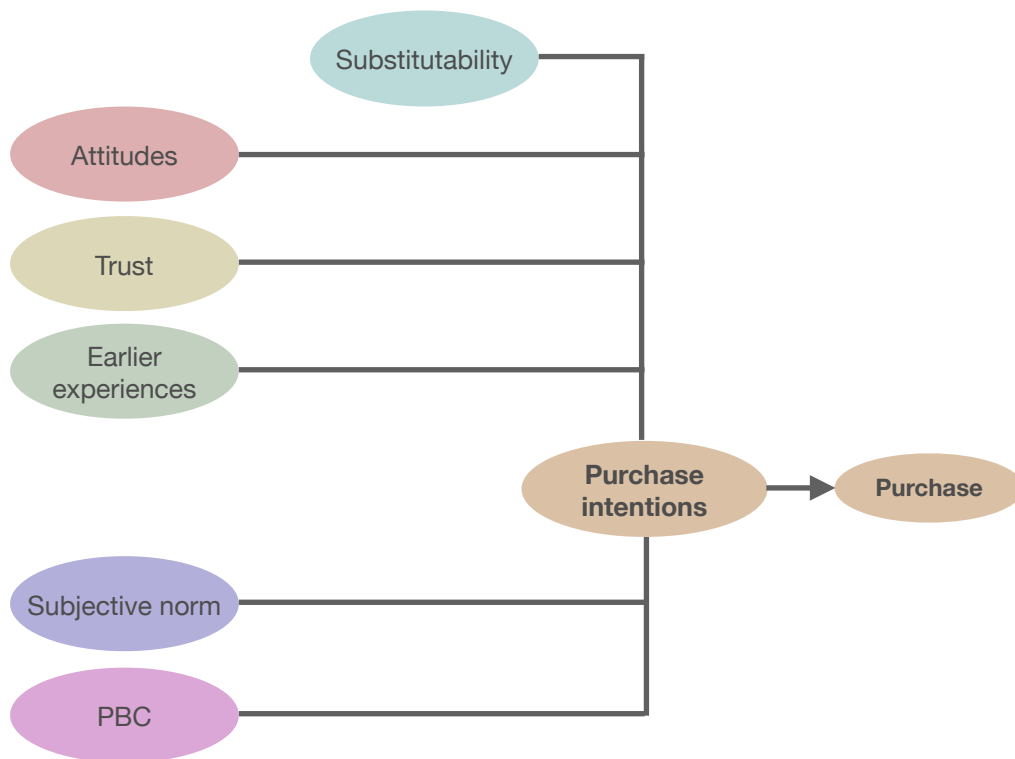 Substitutability
Attitudes
Trust
Earlier
experiences
Purchase
intentions
Purchase
Subjective norm
PBC